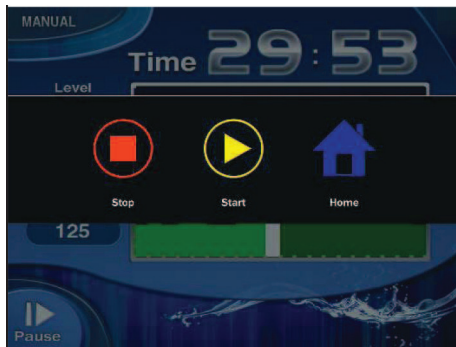 MANUAL
Time 29:53
Level
Stop Start Home
125
Pause